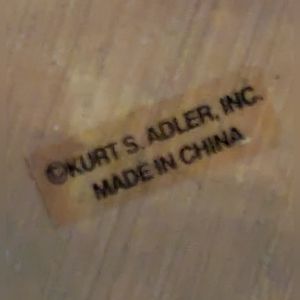 ©KURT S. ADLER, INC.
MADE IN CHINA